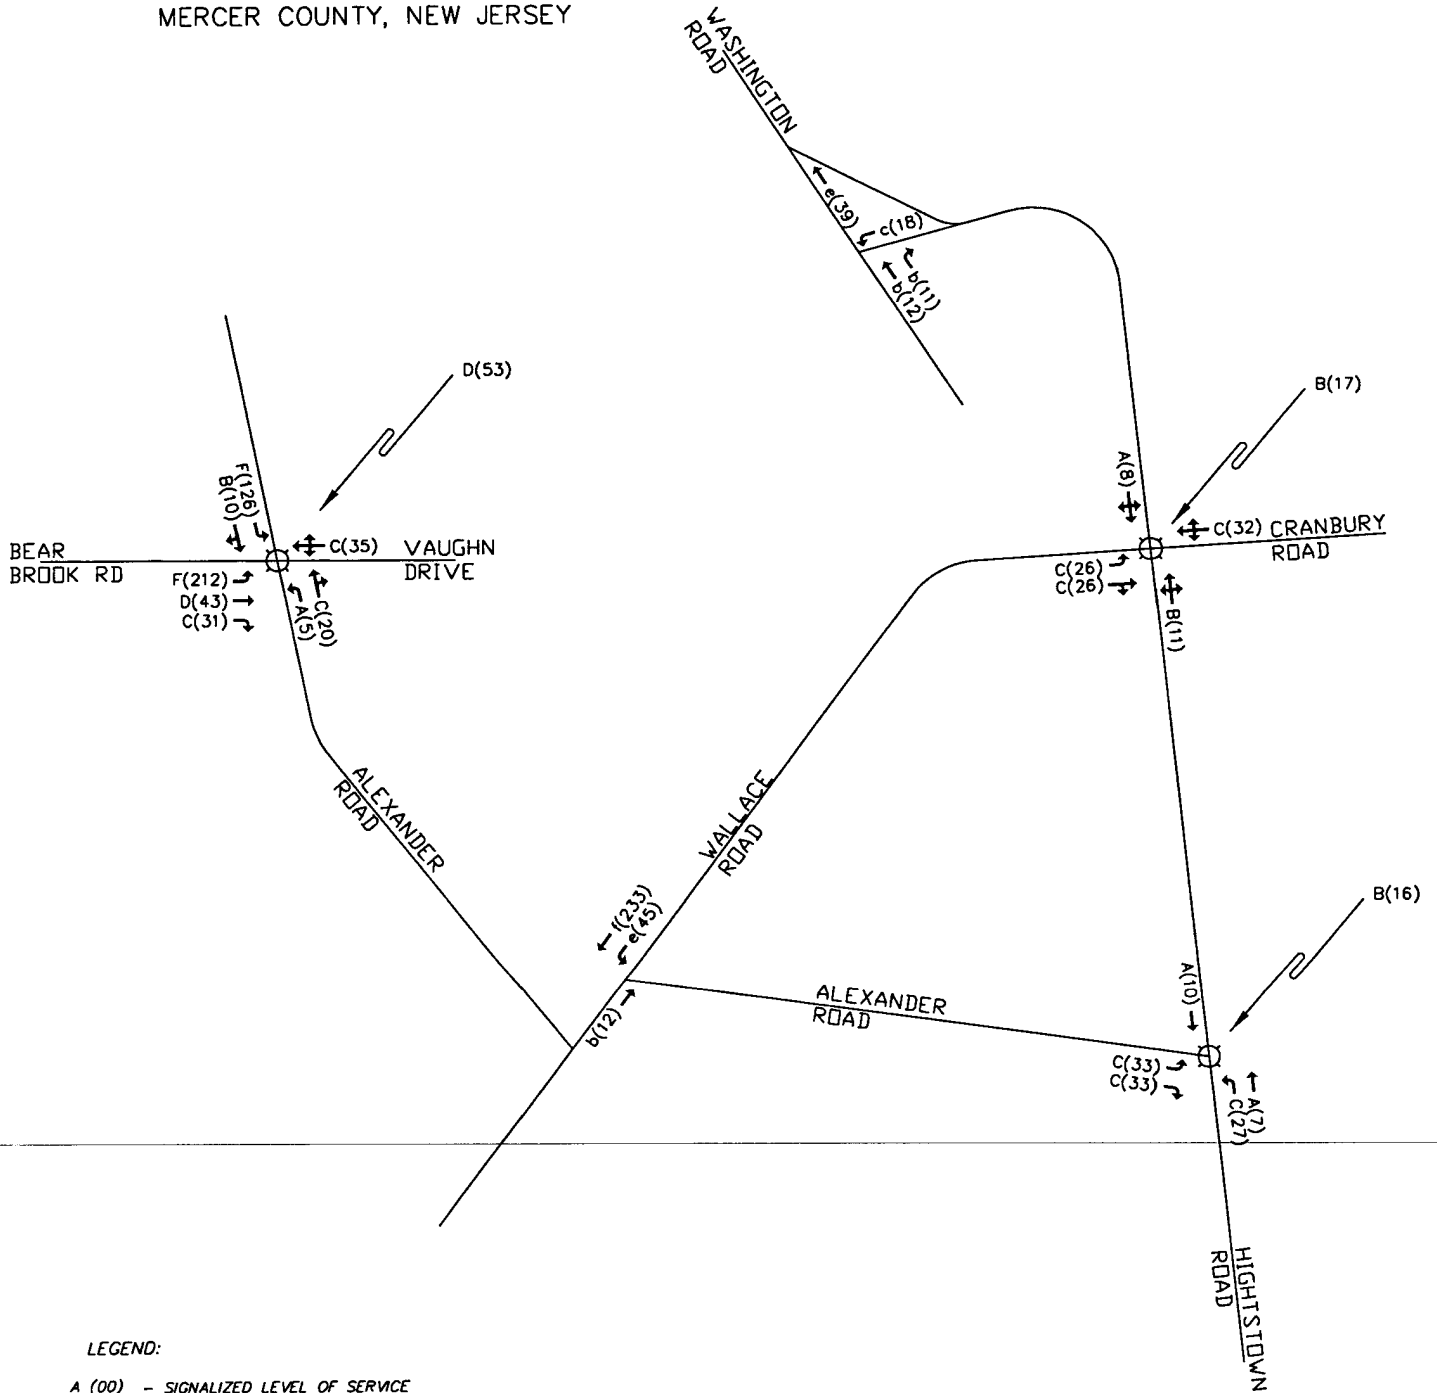 MERCER COUNTY, NEW JERSEY
WASHINGTON
ROAD
e(39)
c(18)
b(11)
b(12)
D(53)
B(17)
F(126)
B(10)
A(8)
BEAR
BROOK RD
C(35)
VAUGHN
DRIVE
C(32)
CRANBURY
ROAD
F(212)
D(43)
C(31)
A(5)
C(20)
C(26)
C(26)
B(11)
ALEXANDER
ROAD
WALLACE
ROAD
f(233)
e(45)
b(12)
B(16)
A(10)
ALEXANDER
ROAD
C(33)
C(33)
A(7)
C(27)
HIGHTSTOWN
ROAD
LEGEND:
A (00) - SIGNALIZED LEVEL OF SERVICE